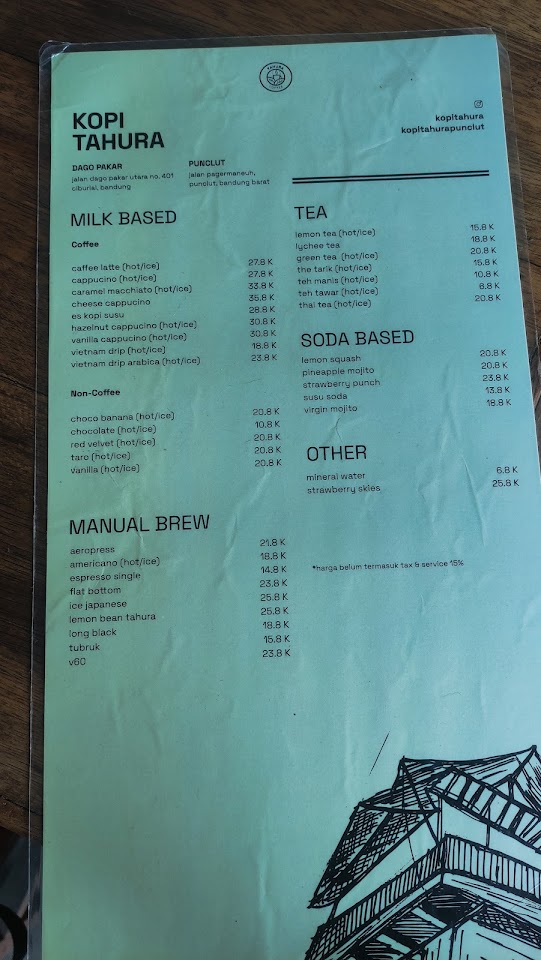 TAHURA
KOPI
TAHURA
kopitahura
kopitahurapunclut
DAGO PAKAR
jalan dago pakar utara no. 401
ciburial, bandung
PUNCLUT
jalan pagermaneuh,
punclut, bandung barat
MILK BASED
Coffee
caffee latte (hot/ice) 27.8 K
cappucino (hot/ice) 27.8 K
caramel macchiato (hot/ice) 33.8 K
cheese cappucino 35.8 K
es kopi susu 28.8 K
hazelnut cappucino (hot/ice) 30.8 K
vanilla cappucino (hot/ice) 30.8 K
vietnam drip (hot/ice) 18.8 K
vietnam drip arabica (hot/ice) 23.8 K
Non-Coffee
choco banana (hot/ice) 20.8 K
chocolate (hot/ice) 10.8 K
red velvet (hot/ice) 20.8 K
taro (hot/ice) 20.8 K
vanilla (hot/ice) 20.8 K
MANUAL BREW
aeropress 21.8 K
americano (hot/ice) 18.8 K
espresso single 14.8 K
flat bottom 23.8 K
ice japanese 25.8 K
lemon bean tahura 25.8 K
long black 18.8 K
tubruk 15.8 K
v60 23.8 K
TEA
lemon tea (hot/ice) 15.8 K
lychee tea 18.8 K
green tea (hot/ice) 20.8 K
the tarik (hot/ice) 15.8 K
teh manis (hot/ice) 10.8 K
teh tawar (hot/ice) 8.8 K
thai tea (hot/ice) 20.8 K
SODA BASED
lemon squash 20.8 K
pineapple mojito 20.8 K
strawberry punch 23.8 K
susu soda 13.8 K
virgin mojito 18.8 K
OTHER
mineral water 6.8 K
strawberry skies 25.8 K
*harga belum termasuk tax & service 15%